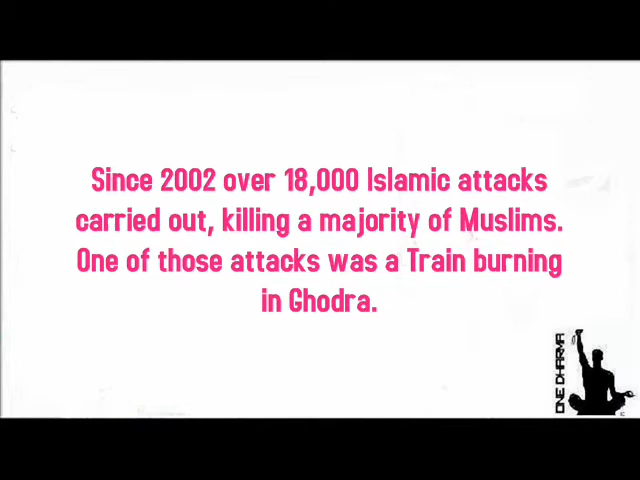 Since 2002 over 18,000 Islamic attacks
carried out, killing a majority of Muslims.
One of those attacks was a Train burning
in Ghodra.
ONE DHARMA